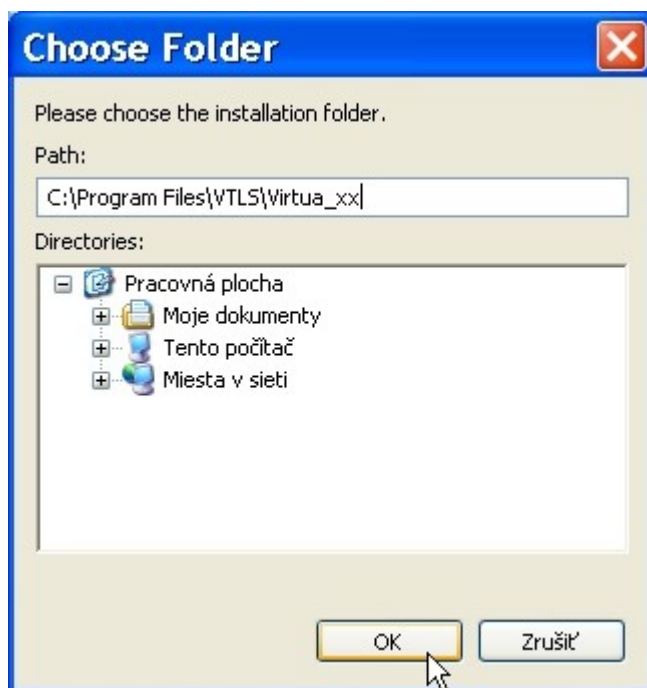 Choose Folder
Please choose the installation folder.
Path:
C:\Program Files\VTLS\Virtua_xx
Directories:
Pracovná plocha
Moje dokumenty
Tento počítač
Miesta v sieti
OK Zrušiť